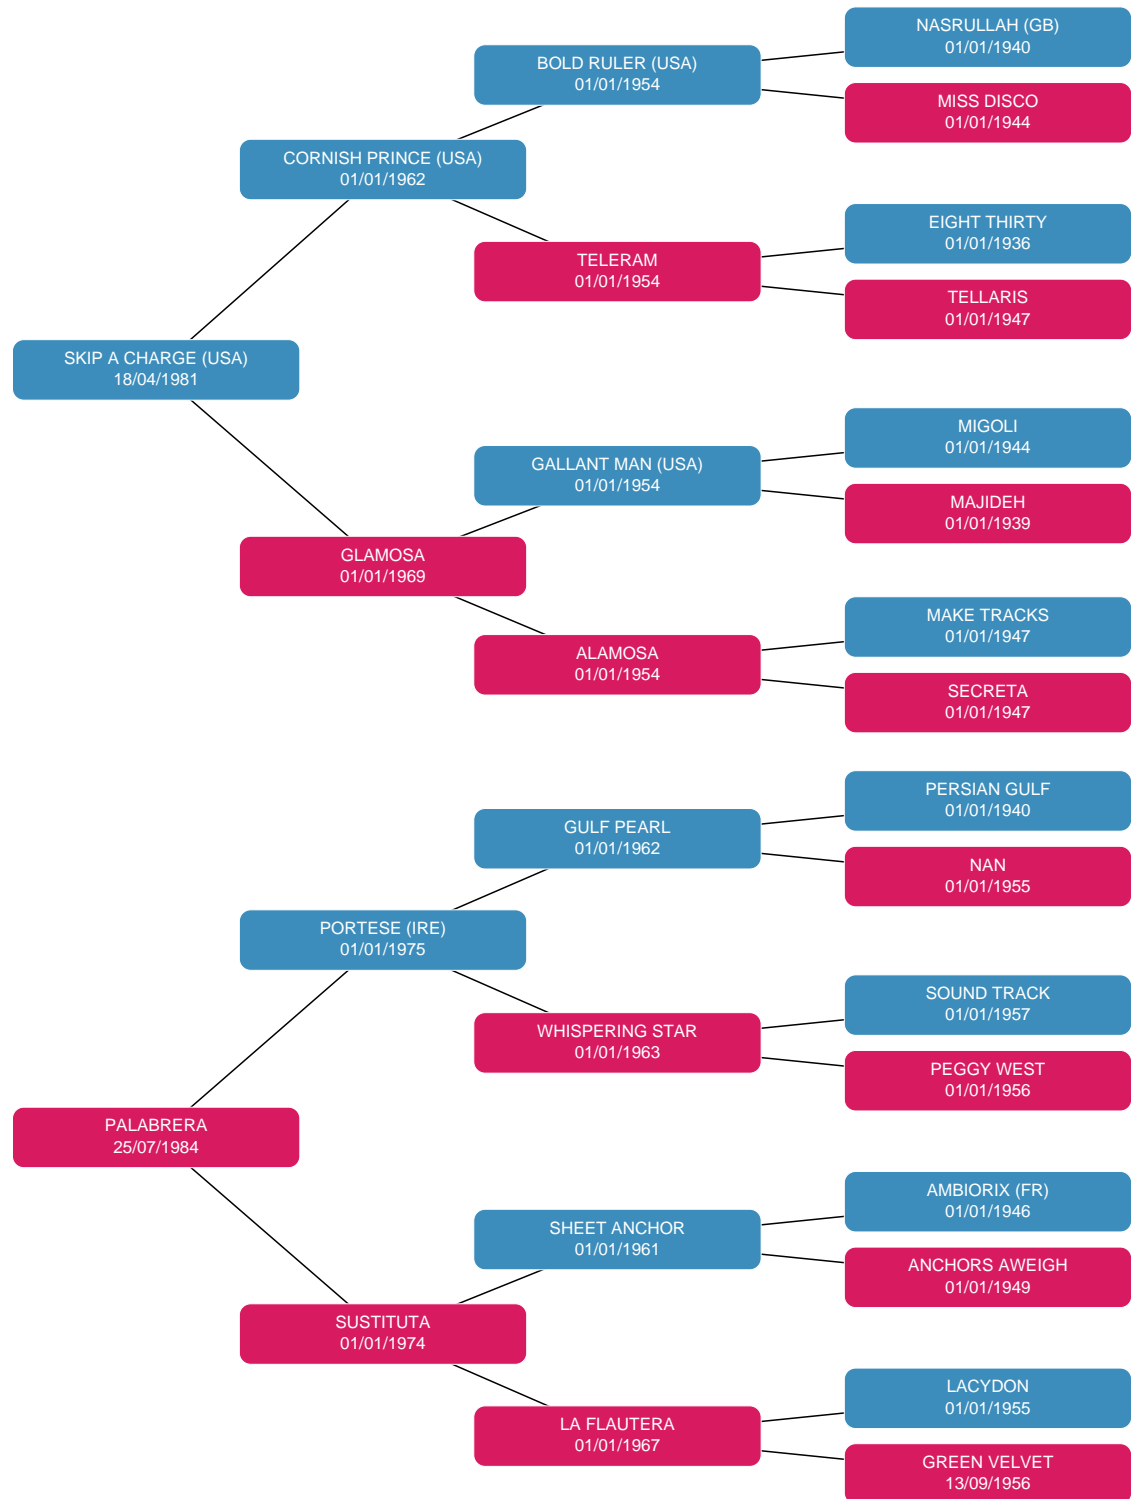 NASRULLAH (GB)
01/01/1940
BOLD RULER (USA)
01/01/1954
MISS DISCO
01/01/1944
CORNISH PRINCE (USA)
01/01/1962
EIGHT THIRTY
01/01/1936
TELERAM
01/01/1954
TELLARIS
01/01/1947
SKIP A CHARGE (USA)
18/04/1981
MIGOLI
01/01/1944
GALLANT MAN (USA)
01/01/1954
MAJIDEH
01/01/1939
GLAMOSA
01/01/1969
MAKE TRACKS
01/01/1947
ALAMOSA
01/01/1954
SECRETA
01/01/1947
PERSIAN GULF
01/01/1940
GULF PEARL
01/01/1962
NAN
01/01/1955
PORTESE (IRE)
01/01/1975
SOUND TRACK
01/01/1957
WHISPERING STAR
01/01/1963
PEGGY WEST
01/01/1956
PALABRERA
25/07/1984
AMBIORIX (FR)
01/01/1946
SHEET ANCHOR
01/01/1961
ANCHORS AWEIGH
01/01/1949
SUSTITUTA
01/01/1974
LACYDON
01/01/1955
LA FLAUTERA
01/01/1967
GREEN VELVET
13/09/1956